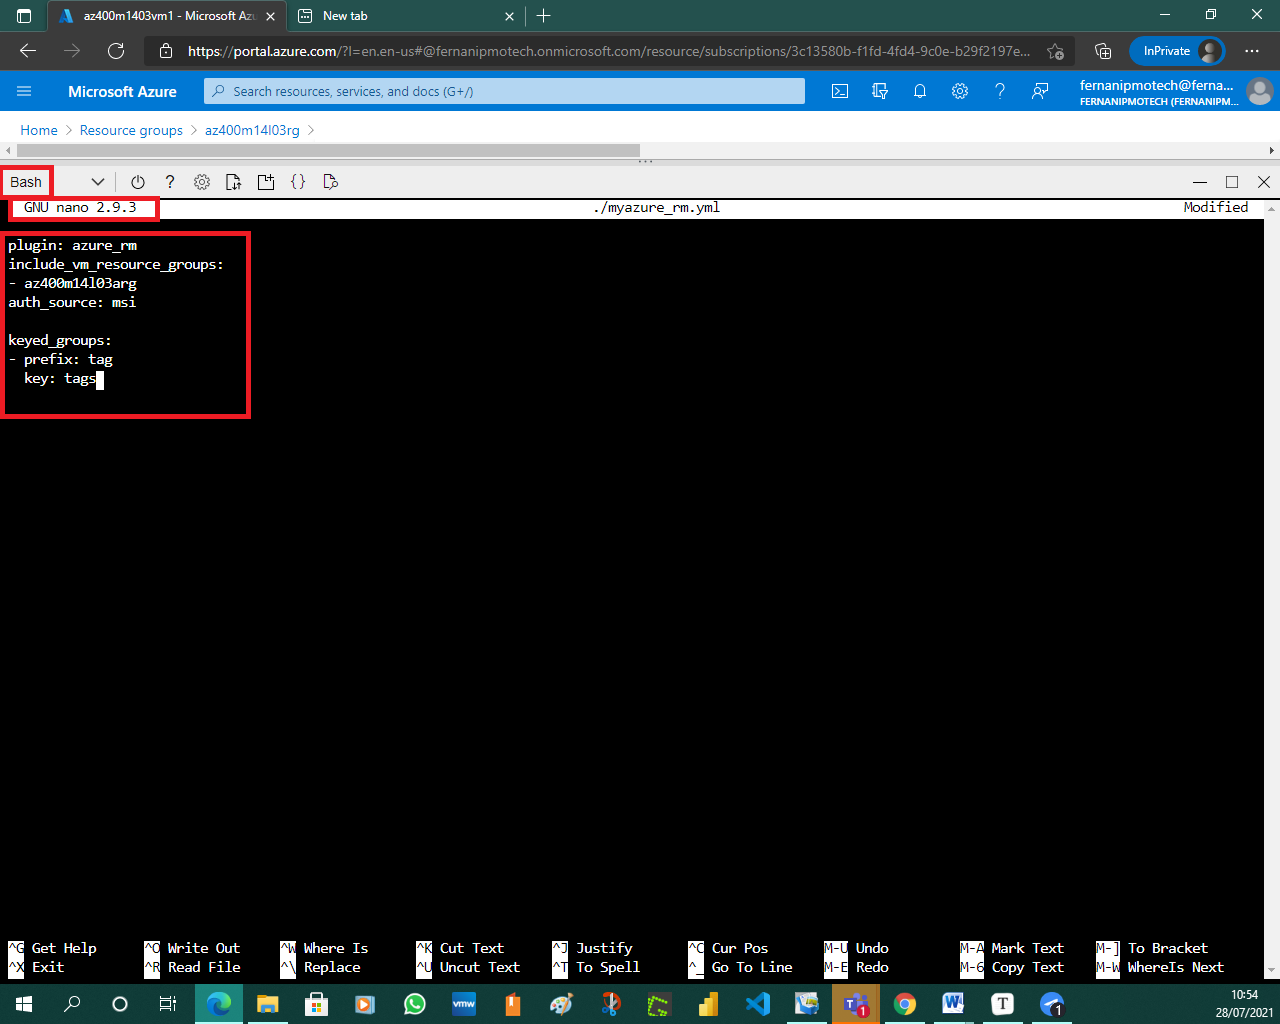 az400m1403vm1 - Microsoft Azu
New tab
https://portal.azure.com/?l=en.en-us#@fernanipmotech.onmicrosoft.com/resource/subscriptions/3c13580b-f1fd-4fd4-9c0e-b29f2197e...
InPrivate
Microsoft Azure
Search resources, services, and docs (G+/)
fernanipmotech@ferna...
FERNANIPMOTECH (FERNANIPM...
Home > Resource groups > az400m14l03rg >
Bash
GNU nano 2.9.3 ./myazure_rm.yml Modified
plugin: azure_rm
include_vm_resource_groups:
- az400m14l03arg
auth_source: msi
keyed_groups:
- prefix: tag
key: tags
^G Get Help ^O Write Out ^W Where Is ^K Cut Text ^J Justify ^C Cur Pos M-U Undo M-A Mark Text M-] To Bracket
^X Exit ^R Read File ^\ Replace ^U Uncut Text ^T To Spell ^_ Go To Line M-E Redo M-6 Copy Text M-W WhereIs Next
vmw
W
T
1
1
10:54
28/07/2021